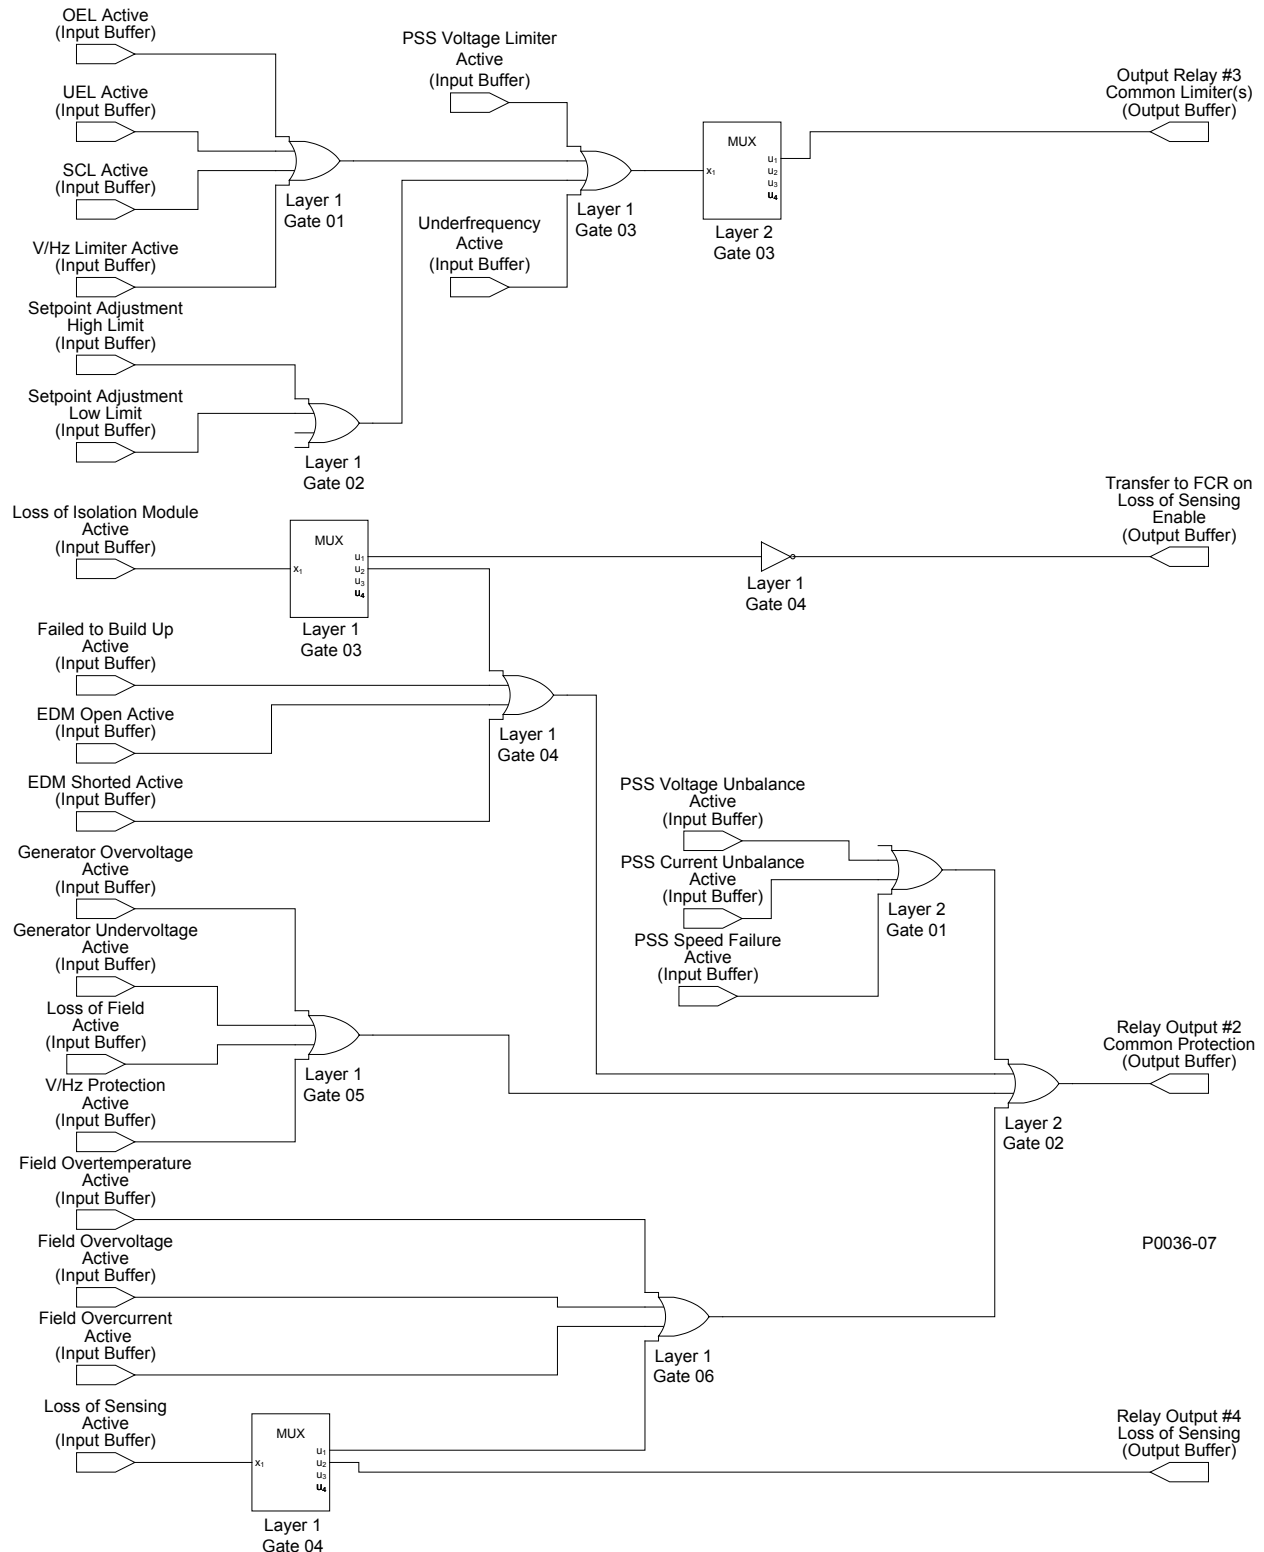 OEL Active
(Input Buffer)
UEL Active
(Input Buffer)
SCL Active
(Input Buffer)
V/Hz Limiter Active
(Input Buffer)
Setpoint Adjustment
High Limit
(Input Buffer)
Setpoint Adjustment
Low Limit
(Input Buffer)
Layer 1
Gate 01
Layer 1
Gate 02
PSS Voltage Limiter
Active
(Input Buffer)
Underfrequency
Active
(Input Buffer)
Layer 1
Gate 03
MUX
x1
u1
u2
u3
u4
Layer 2
Gate 03
Output Relay #3
Common Limiter(s)
(Output Buffer)
Loss of Isolation Module
Active
(Input Buffer)
MUX
x1
u1
u2
u3
u4
Layer 1
Gate 03
Layer 1
Gate 04
Transfer to FCR on
Loss of Sensing
Enable
(Output Buffer)
Failed to Build Up
Active
(Input Buffer)
EDM Open Active
(Input Buffer)
EDM Shorted Active
(Input Buffer)
Layer 1
Gate 04
PSS Voltage Unbalance
Active
(Input Buffer)
PSS Current Unbalance
Active
(Input Buffer)
PSS Speed Failure
Active
(Input Buffer)
Layer 2
Gate 01
Generator Overvoltage
Active
(Input Buffer)
Generator Undervoltage
Active
(Input Buffer)
Loss of Field
Active
(Input Buffer)
V/Hz Protection
Active
(Input Buffer)
Layer 1
Gate 05
Layer 2
Gate 02
Relay Output #2
Common Protection
(Output Buffer)
Field Overtemperature
Active
(Input Buffer)
Field Overvoltage
Active
(Input Buffer)
Field Overcurrent
Active
(Input Buffer)
Layer 1
Gate 06
P0036-07
Loss of Sensing
Active
(Input Buffer)
MUX
x1
u1
u2
u3
u4
Layer 1
Gate 04
Relay Output #4
Loss of Sensing
(Output Buffer)